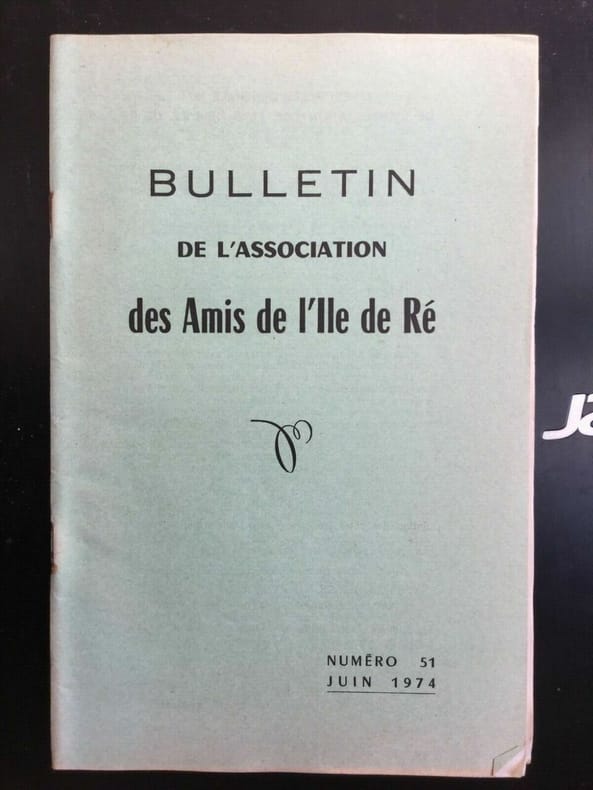 BULLETIN
DE L'ASSOCIATION
des Amis de l'Ile de Ré
NUMÉRO 51
JUIN 1974